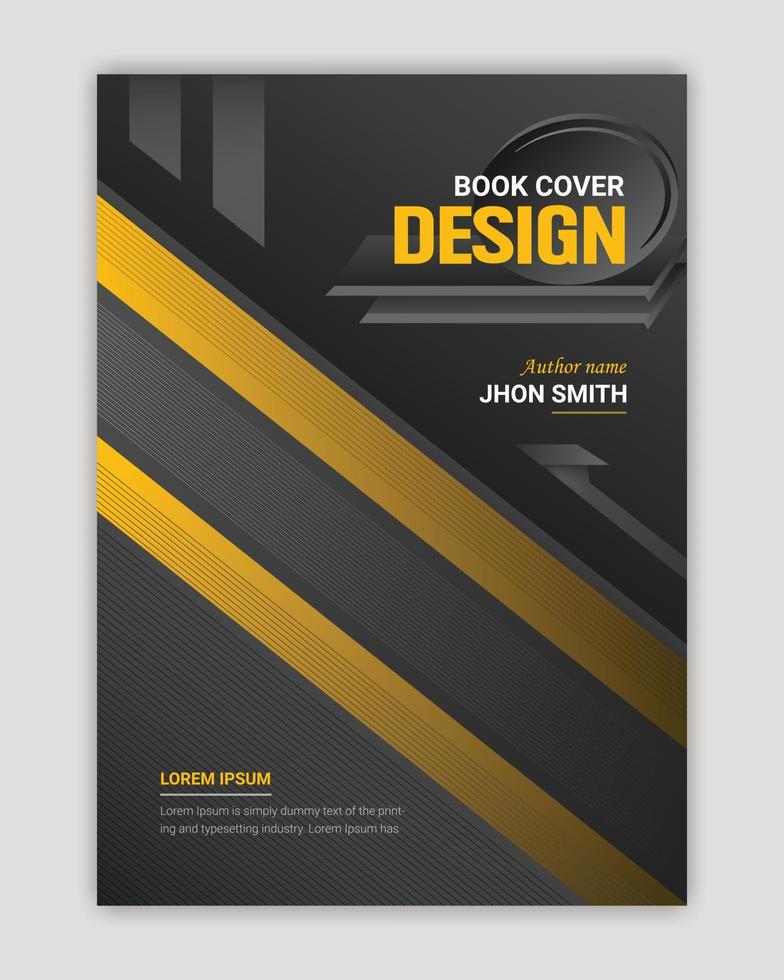 BOOK COVER
DESIGN
Author name
JHON SMITH
LOREM IPSUM
Lorem Ipsum is simply dummy text of the print-
ing and typesetting industry. Lorem Ipsum has